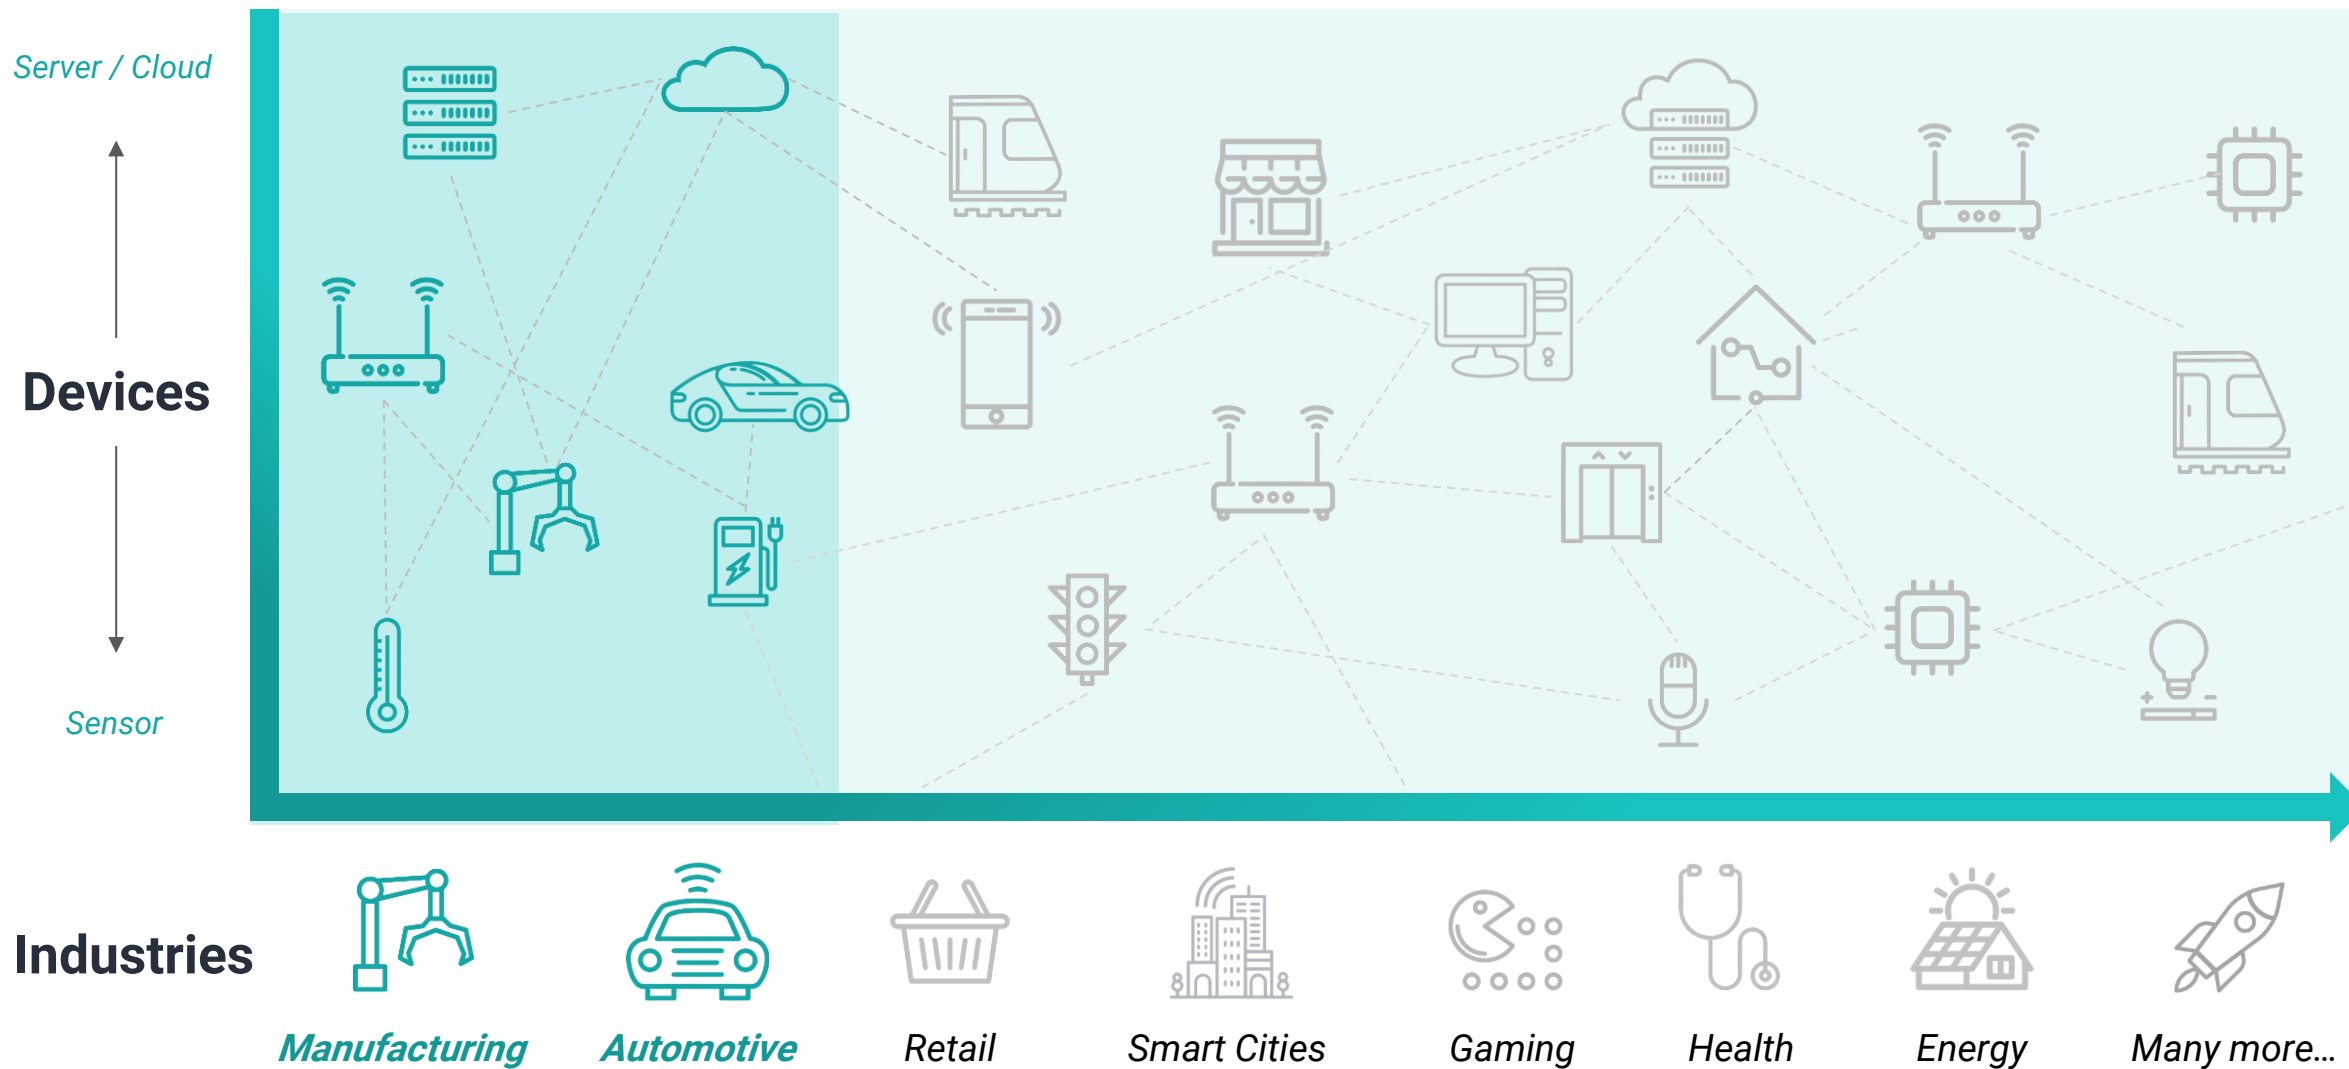 Server / Cloud
Devices
Sensor
Industries
Manufacturing
Automotive
Retail
Smart Cities
Gaming
Health
Energy
Many more...